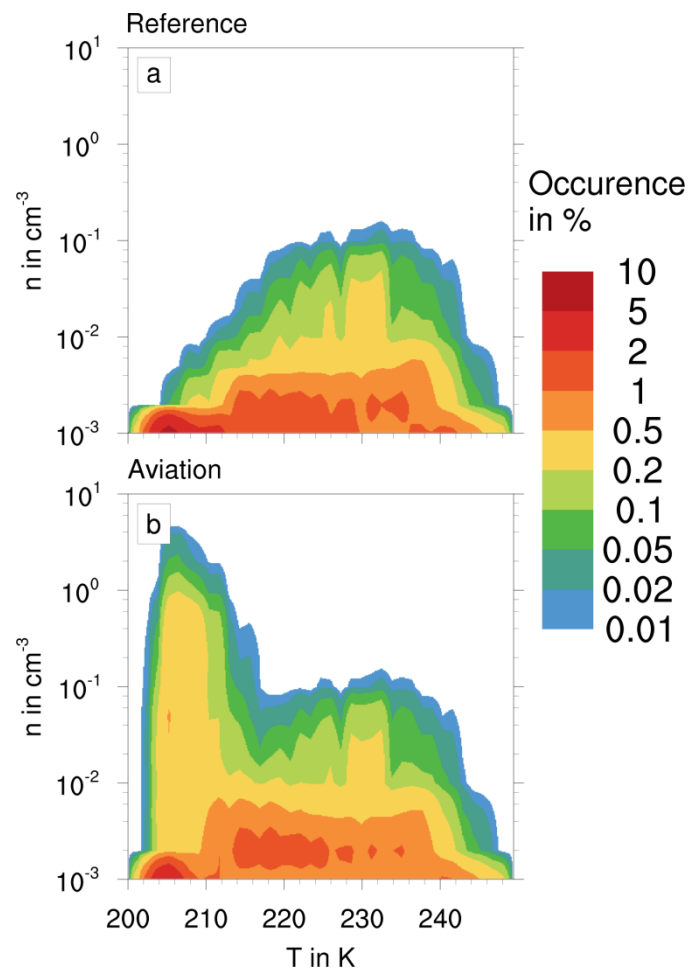 Reference
a
10¹
10⁰
10⁻¹
10⁻²
10⁻³
n in cm⁻³
Aviation
b
10¹
10⁰
10⁻¹
10⁻²
10⁻³
n in cm⁻³
200 210 220 230 240
T in K
Occurence
in %
10
5
2
1
0.5
0.2
0.1
0.05
0.02
0.01